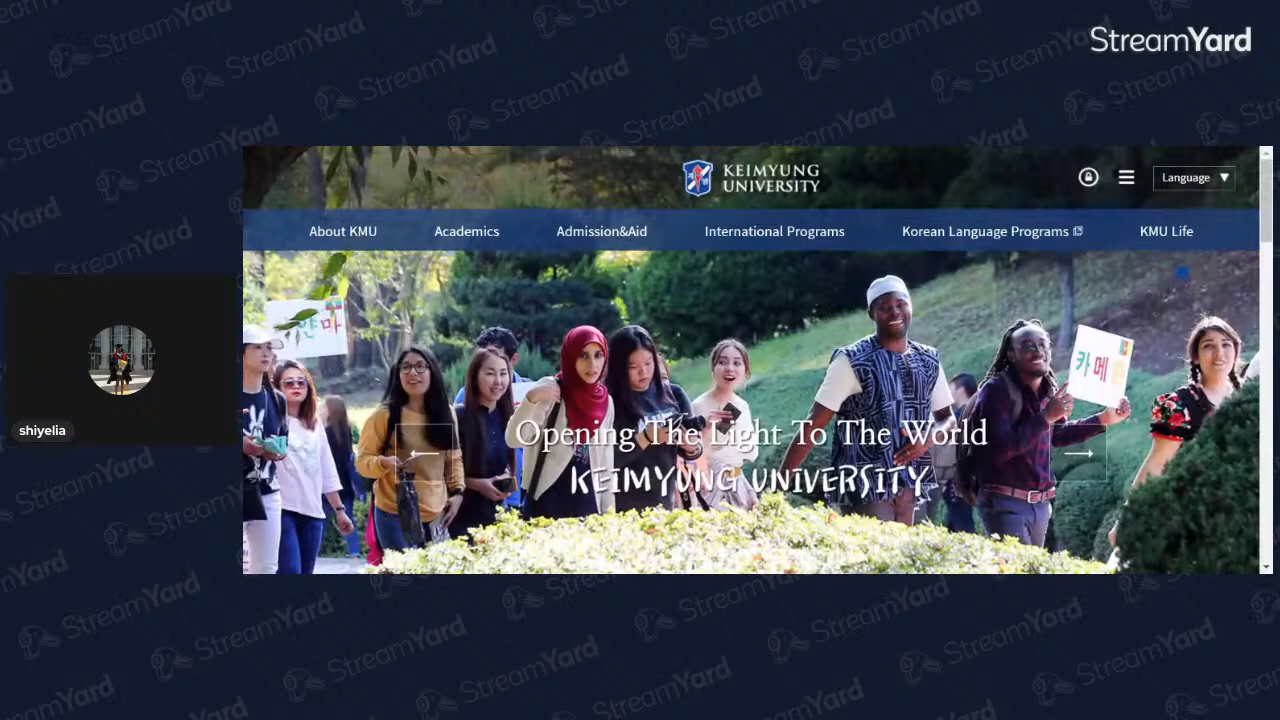 StreamYard
KEIMYUNG
UNIVERSITY
Language
About KMU
Academics
Admission&Aid
International Programs
Korean Language Programs
KMU Life
카메
Opening The Light To The World
KEIMYUNG UNIVERSITY
shiyelia